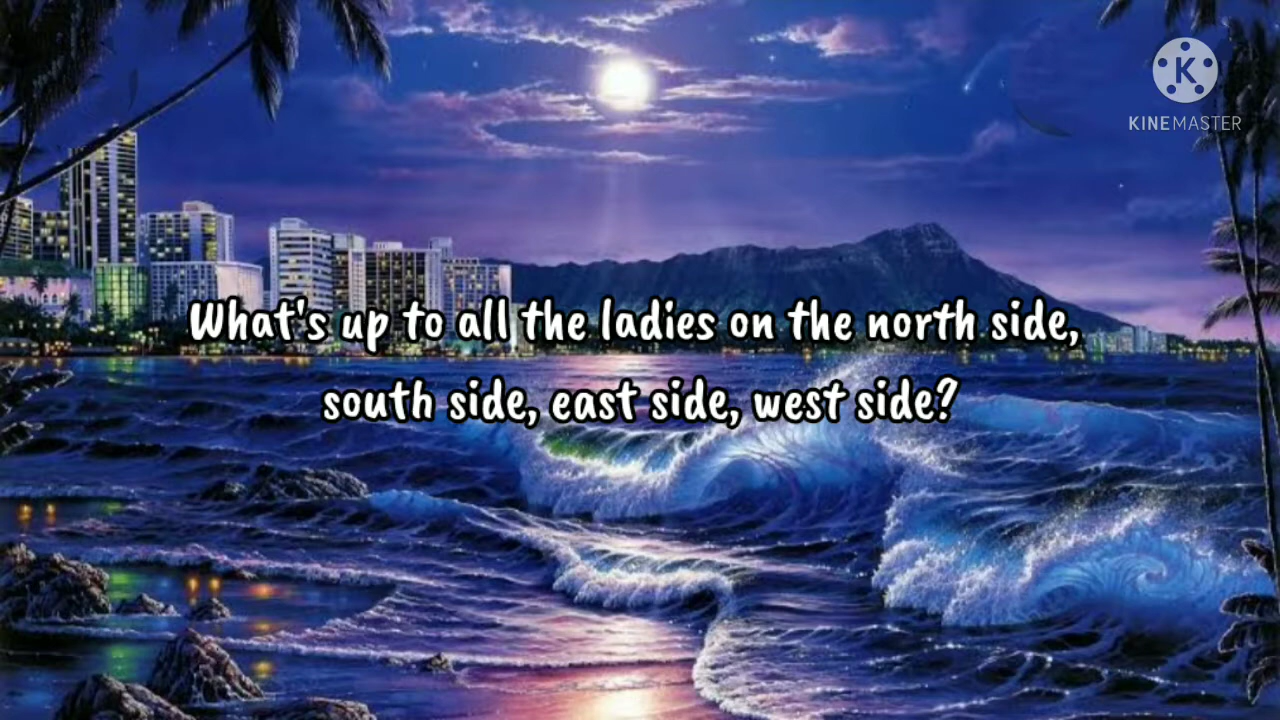 K
KINEMASTER
What's up to all the ladies on the north side,
south side, east side, west side?